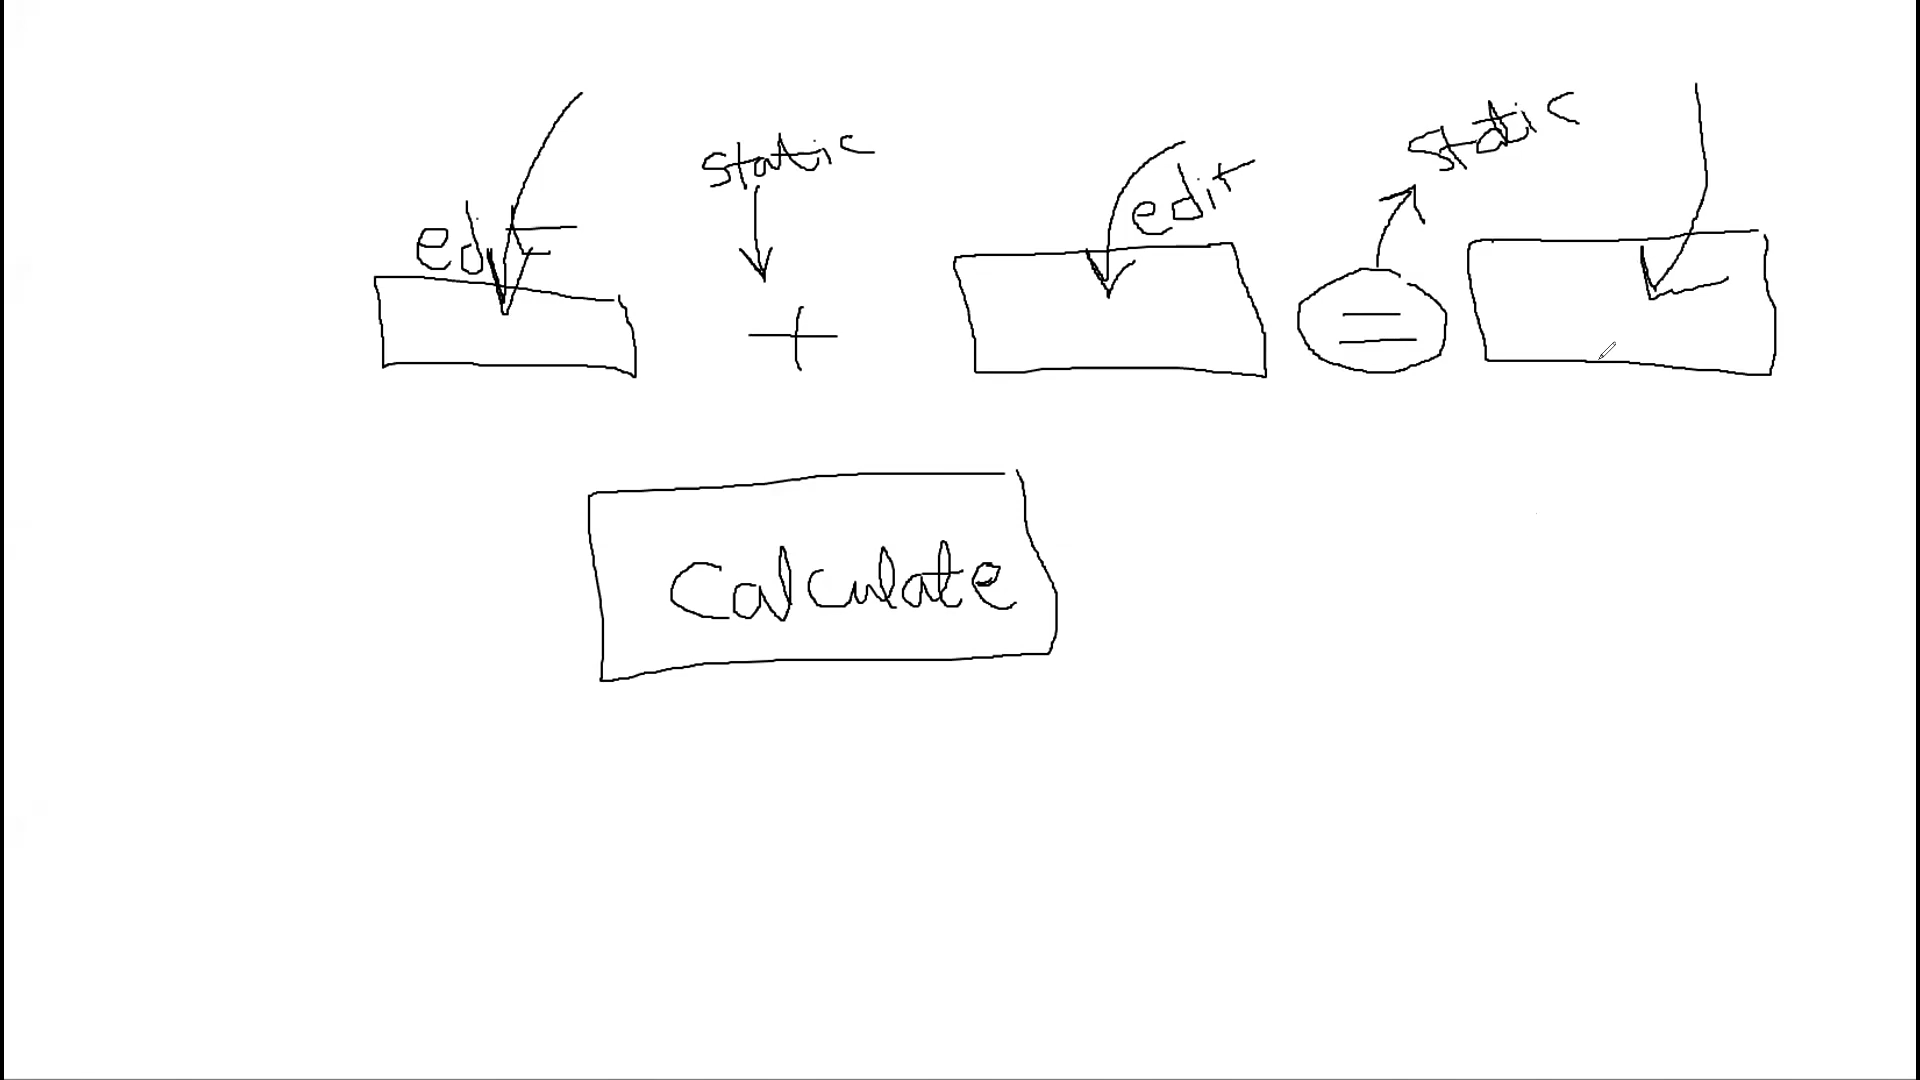 static
edit
static
edit
+
=
Calculate